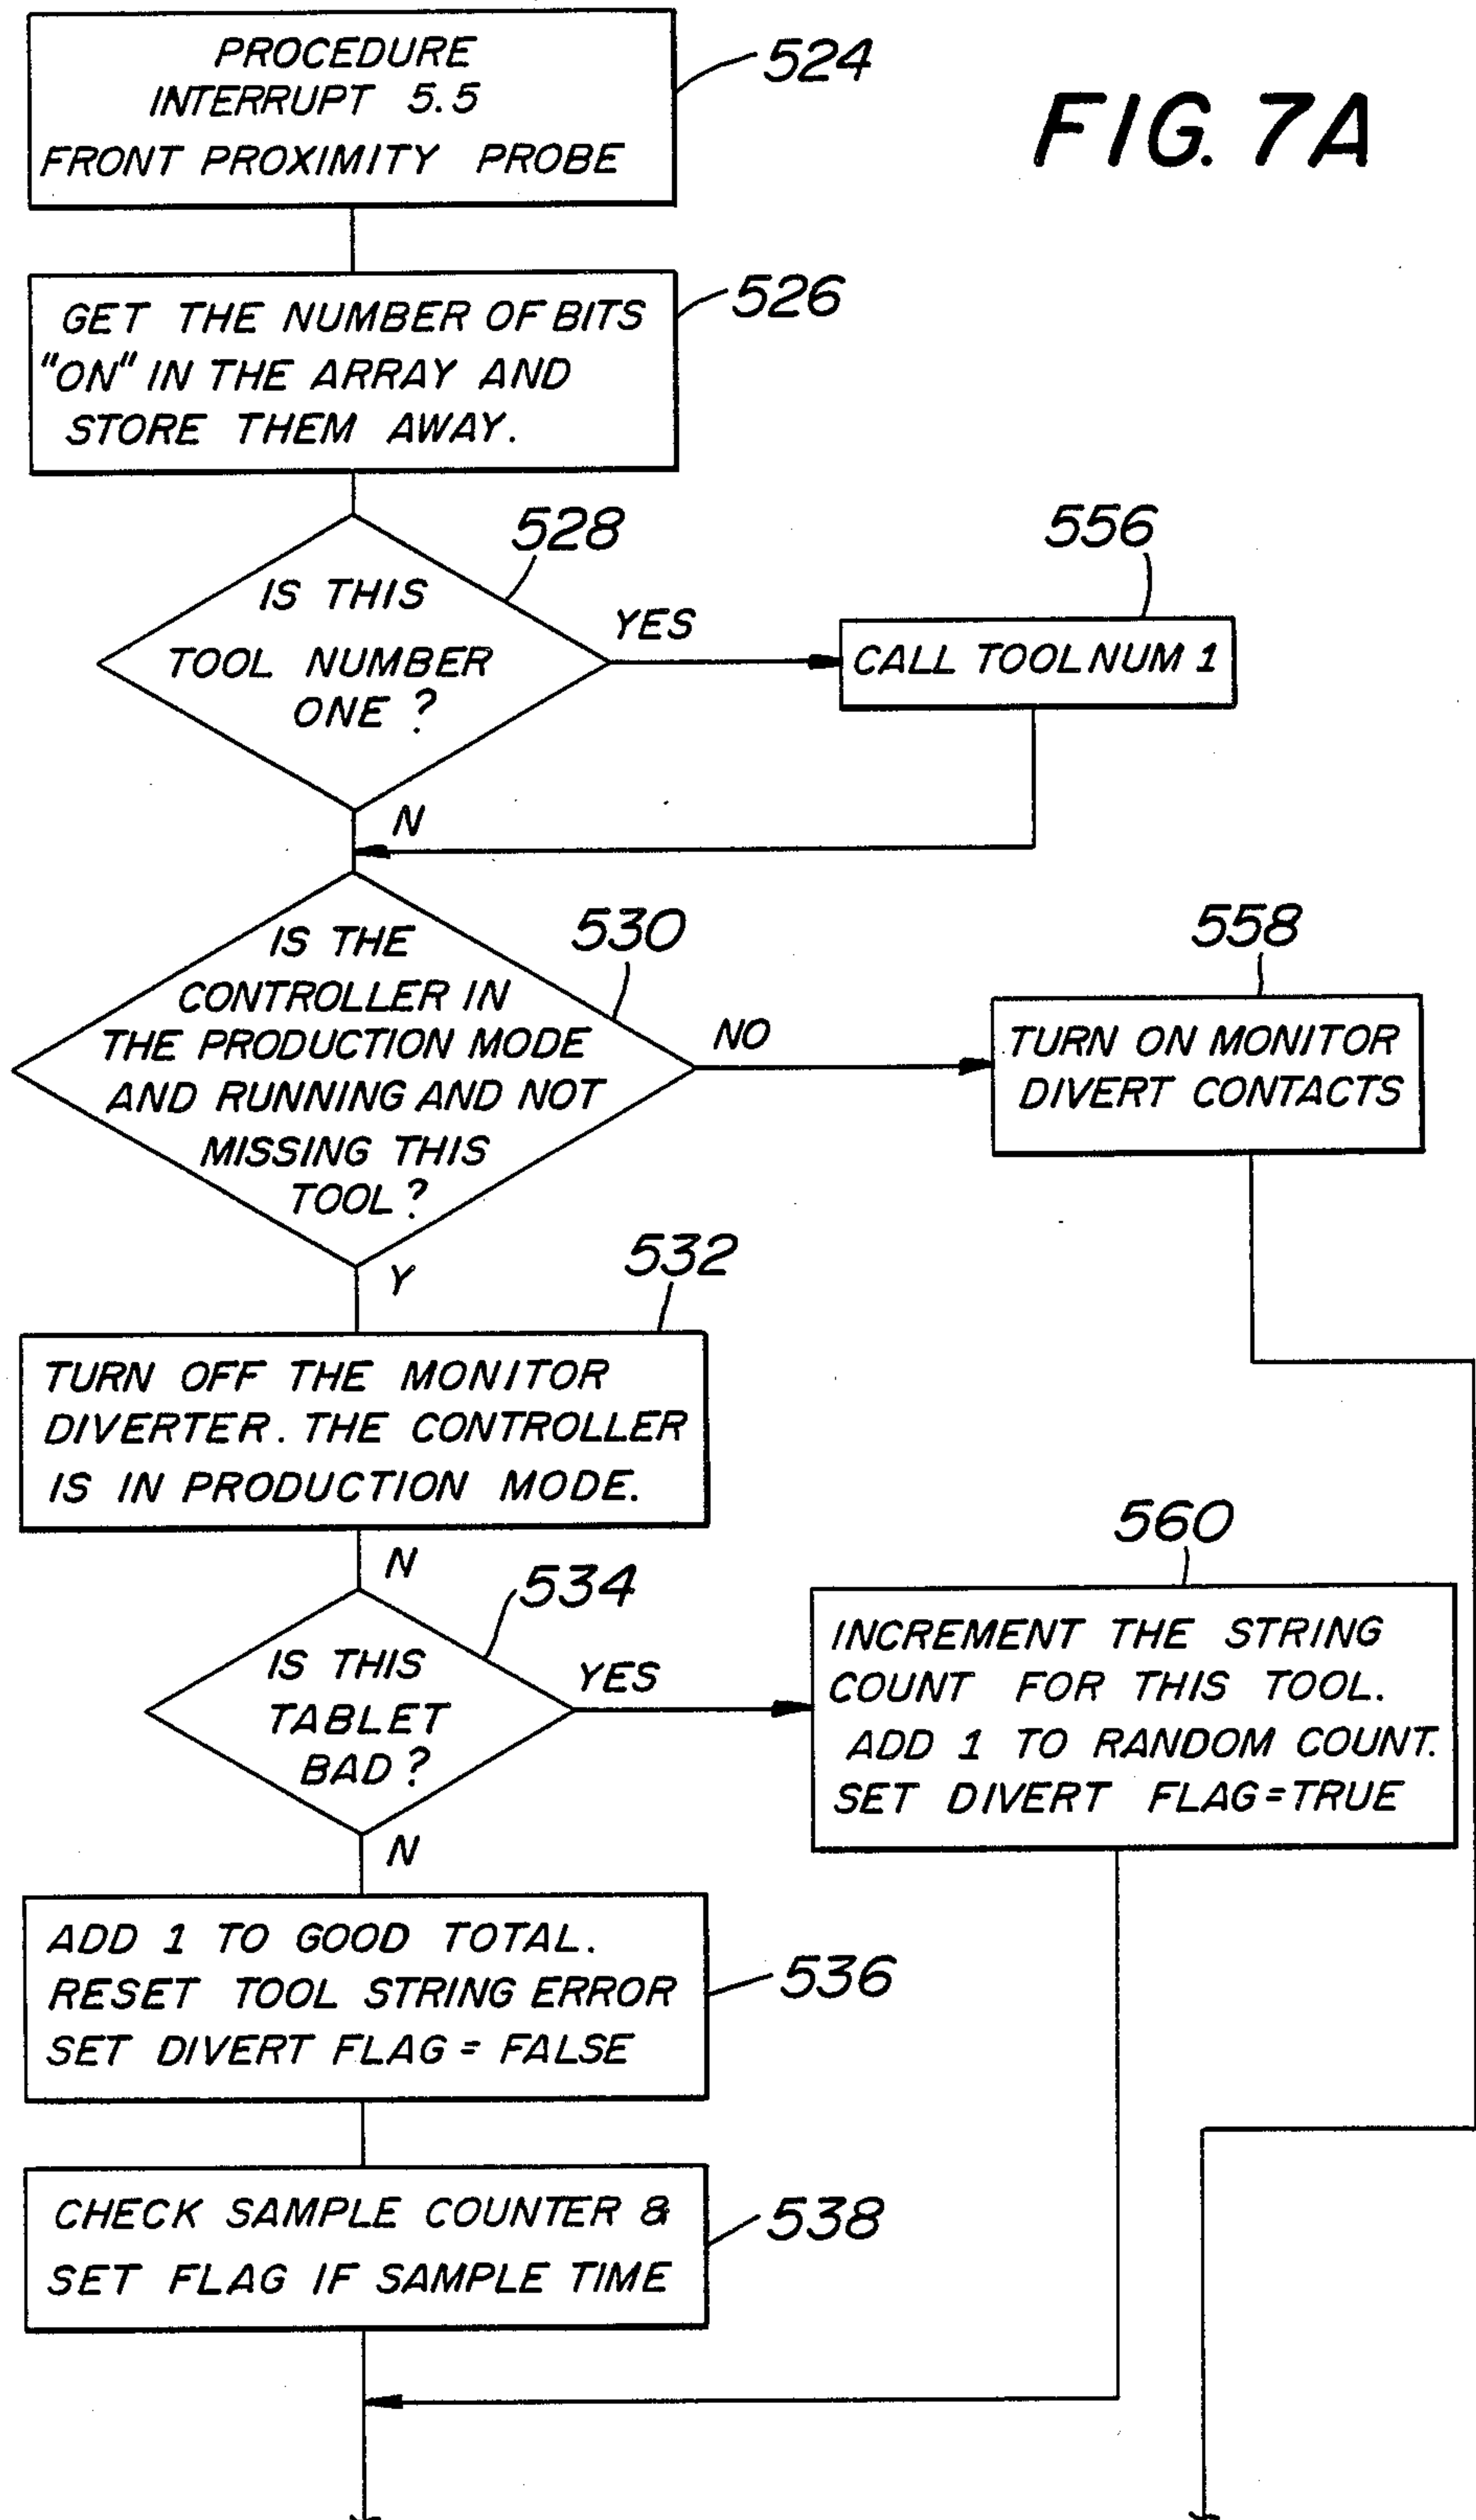 PROCEDURE
INTERRUPT 5.5
FRONT PROXIMITY PROBE
524
FIG. 7A
GET THE NUMBER OF BITS
"ON" IN THE ARRAY AND
STORE THEM AWAY.
526
IS THIS
TOOL NUMBER
ONE ?
528
YES
556
CALL TOOLNUM 1
N
IS THE
CONTROLLER IN
THE PRODUCTION MODE
AND RUNNING AND NOT
MISSING THIS
TOOL ?
530
NO
558
TURN ON MONITOR
DIVERT CONTACTS
Y
532
TURN OFF THE MONITOR
DIVERTER. THE CONTROLLER
IS IN PRODUCTION MODE.
N
534
IS THIS
TABLET
BAD ?
YES
560
INCREMENT THE STRING
COUNT FOR THIS TOOL.
ADD 1 TO RANDOM COUNT.
SET DIVERT FLAG=TRUE
N
ADD 1 TO GOOD TOTAL.
RESET TOOL STRING ERROR
SET DIVERT FLAG = FALSE
536
CHECK SAMPLE COUNTER &
SET FLAG IF SAMPLE TIME
538